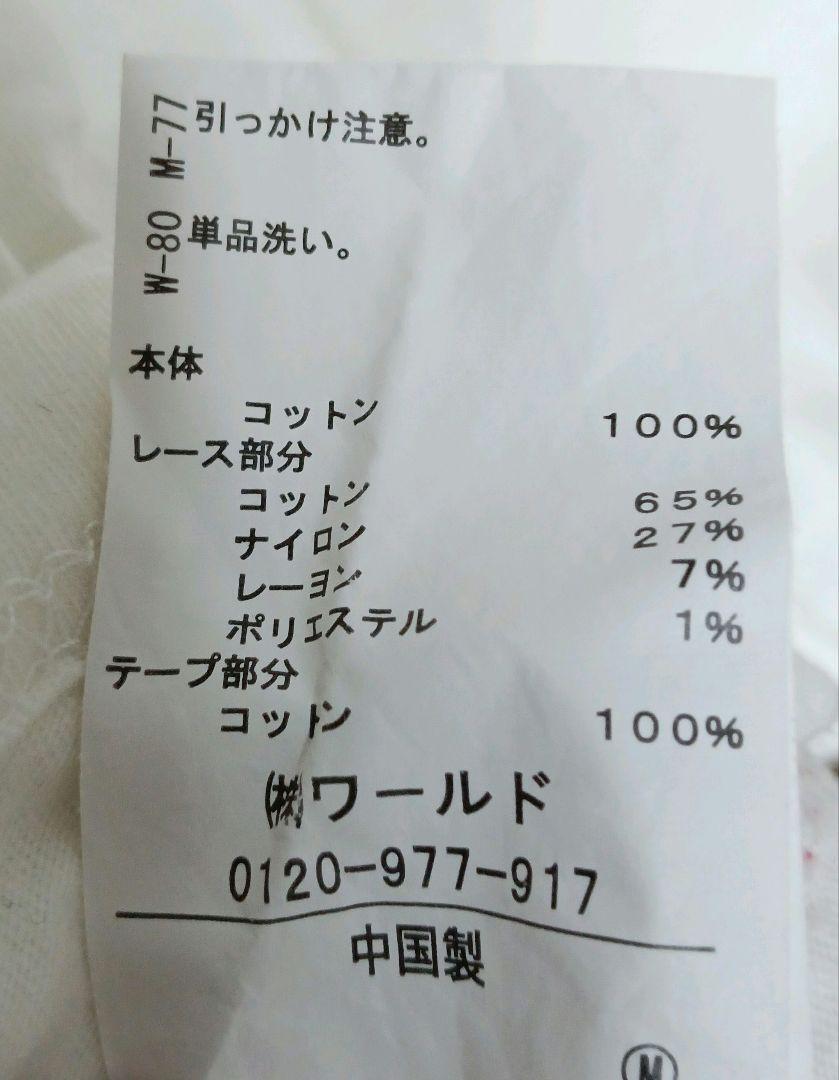 M-77 引っかけ注意。
W-80 単品洗い。
本体
コットン 100%
レース部分
コットン 65%
ナイロン 27%
レーヨン 7%
ポリエステル 1%
テープ部分
コットン 100%
㈱ワールド
0120-977-917
中国製